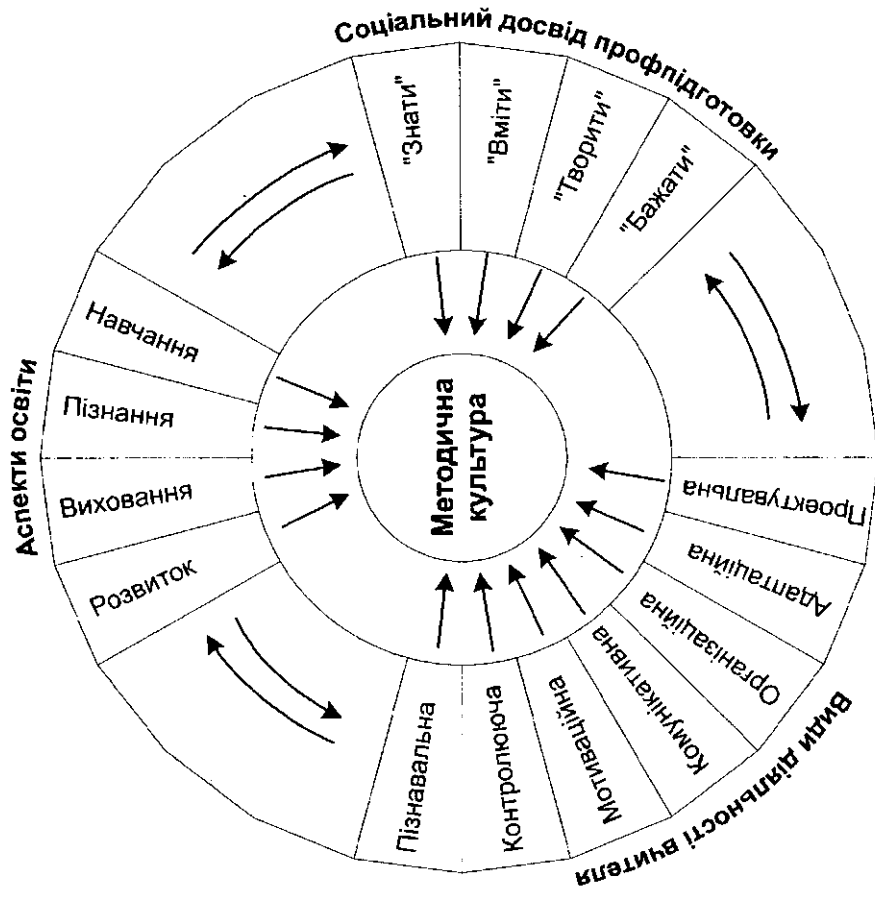 Соціальний досвід профпідготовки
"Знати"
"Вміти"
"Творити"
"Бажати"
Аспекти освіти
Навчання
Пізнання
Виховання
Розвиток
Методична
культура
Проектувальна
Адаптаційна
Організаційна
Комунікативна
Мотиваційна
Контролююча
Пізнавальна
Види діяльності вчителя